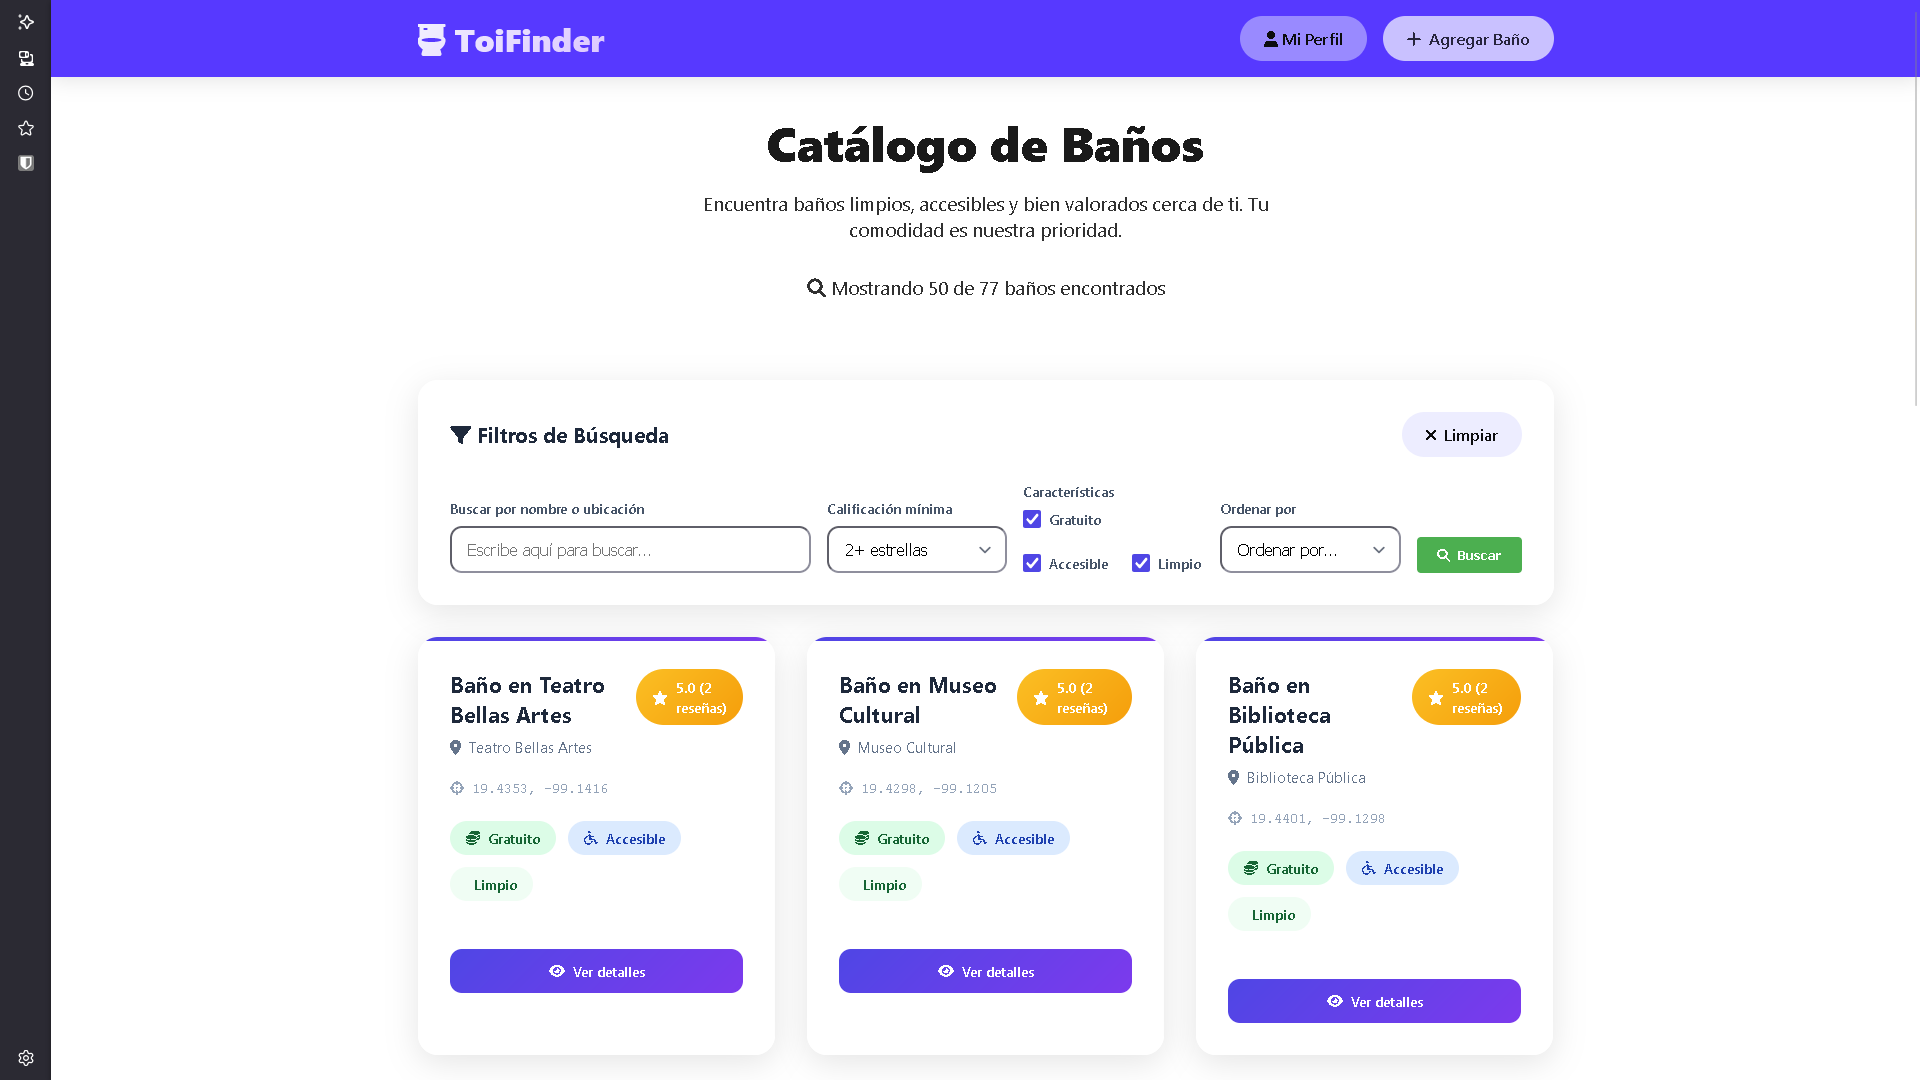 ToiFinder
Mi Perfil
Agregar Baño
Catálogo de Baños
Encuentra baños limpios, accesibles y bien valorados cerca de ti. Tu
comodidad es nuestra prioridad.
Mostrando 50 de 77 baños encontrados
Filtros de Búsqueda
Limpiar
Buscar por nombre o ubicación
Escribe aquí para buscar...
Calificación mínima
2+ estrellas
Características
Gratuito
Accesible
Limpio
Ordenar por
Ordenar por...
Buscar
Baño en Teatro
Bellas Artes
5.0 (2
reseñas)
Teatro Bellas Artes
19.4353, -99.1416
Gratuito
Accesible
Limpio
Ver detalles
Baño en Museo
Cultural
5.0 (2
reseñas)
Museo Cultural
19.4298, -99.1205
Gratuito
Accesible
Limpio
Ver detalles
Baño en
Biblioteca
Pública
5.0 (2
reseñas)
Biblioteca Pública
19.4401, -99.1298
Gratuito
Accesible
Limpio
Ver detalles